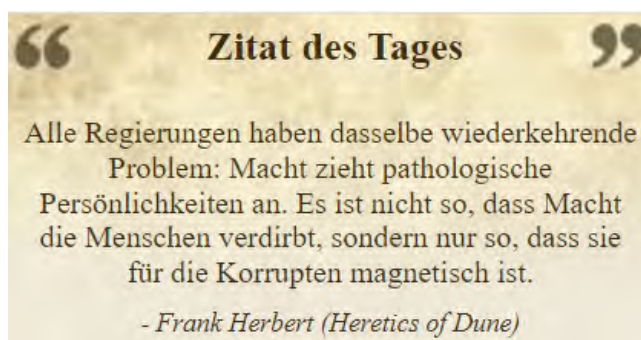 Zitat des Tages
Alle Regierungen haben dasselbe wiederkehrende
Problem: Macht zieht pathologische
Persönlichkeiten an. Es ist nicht so, dass Macht
die Menschen verdirbt, sondern nur so, dass sie
für die Korrupten magnetisch ist.
- Frank Herbert (Heretics of Dune)